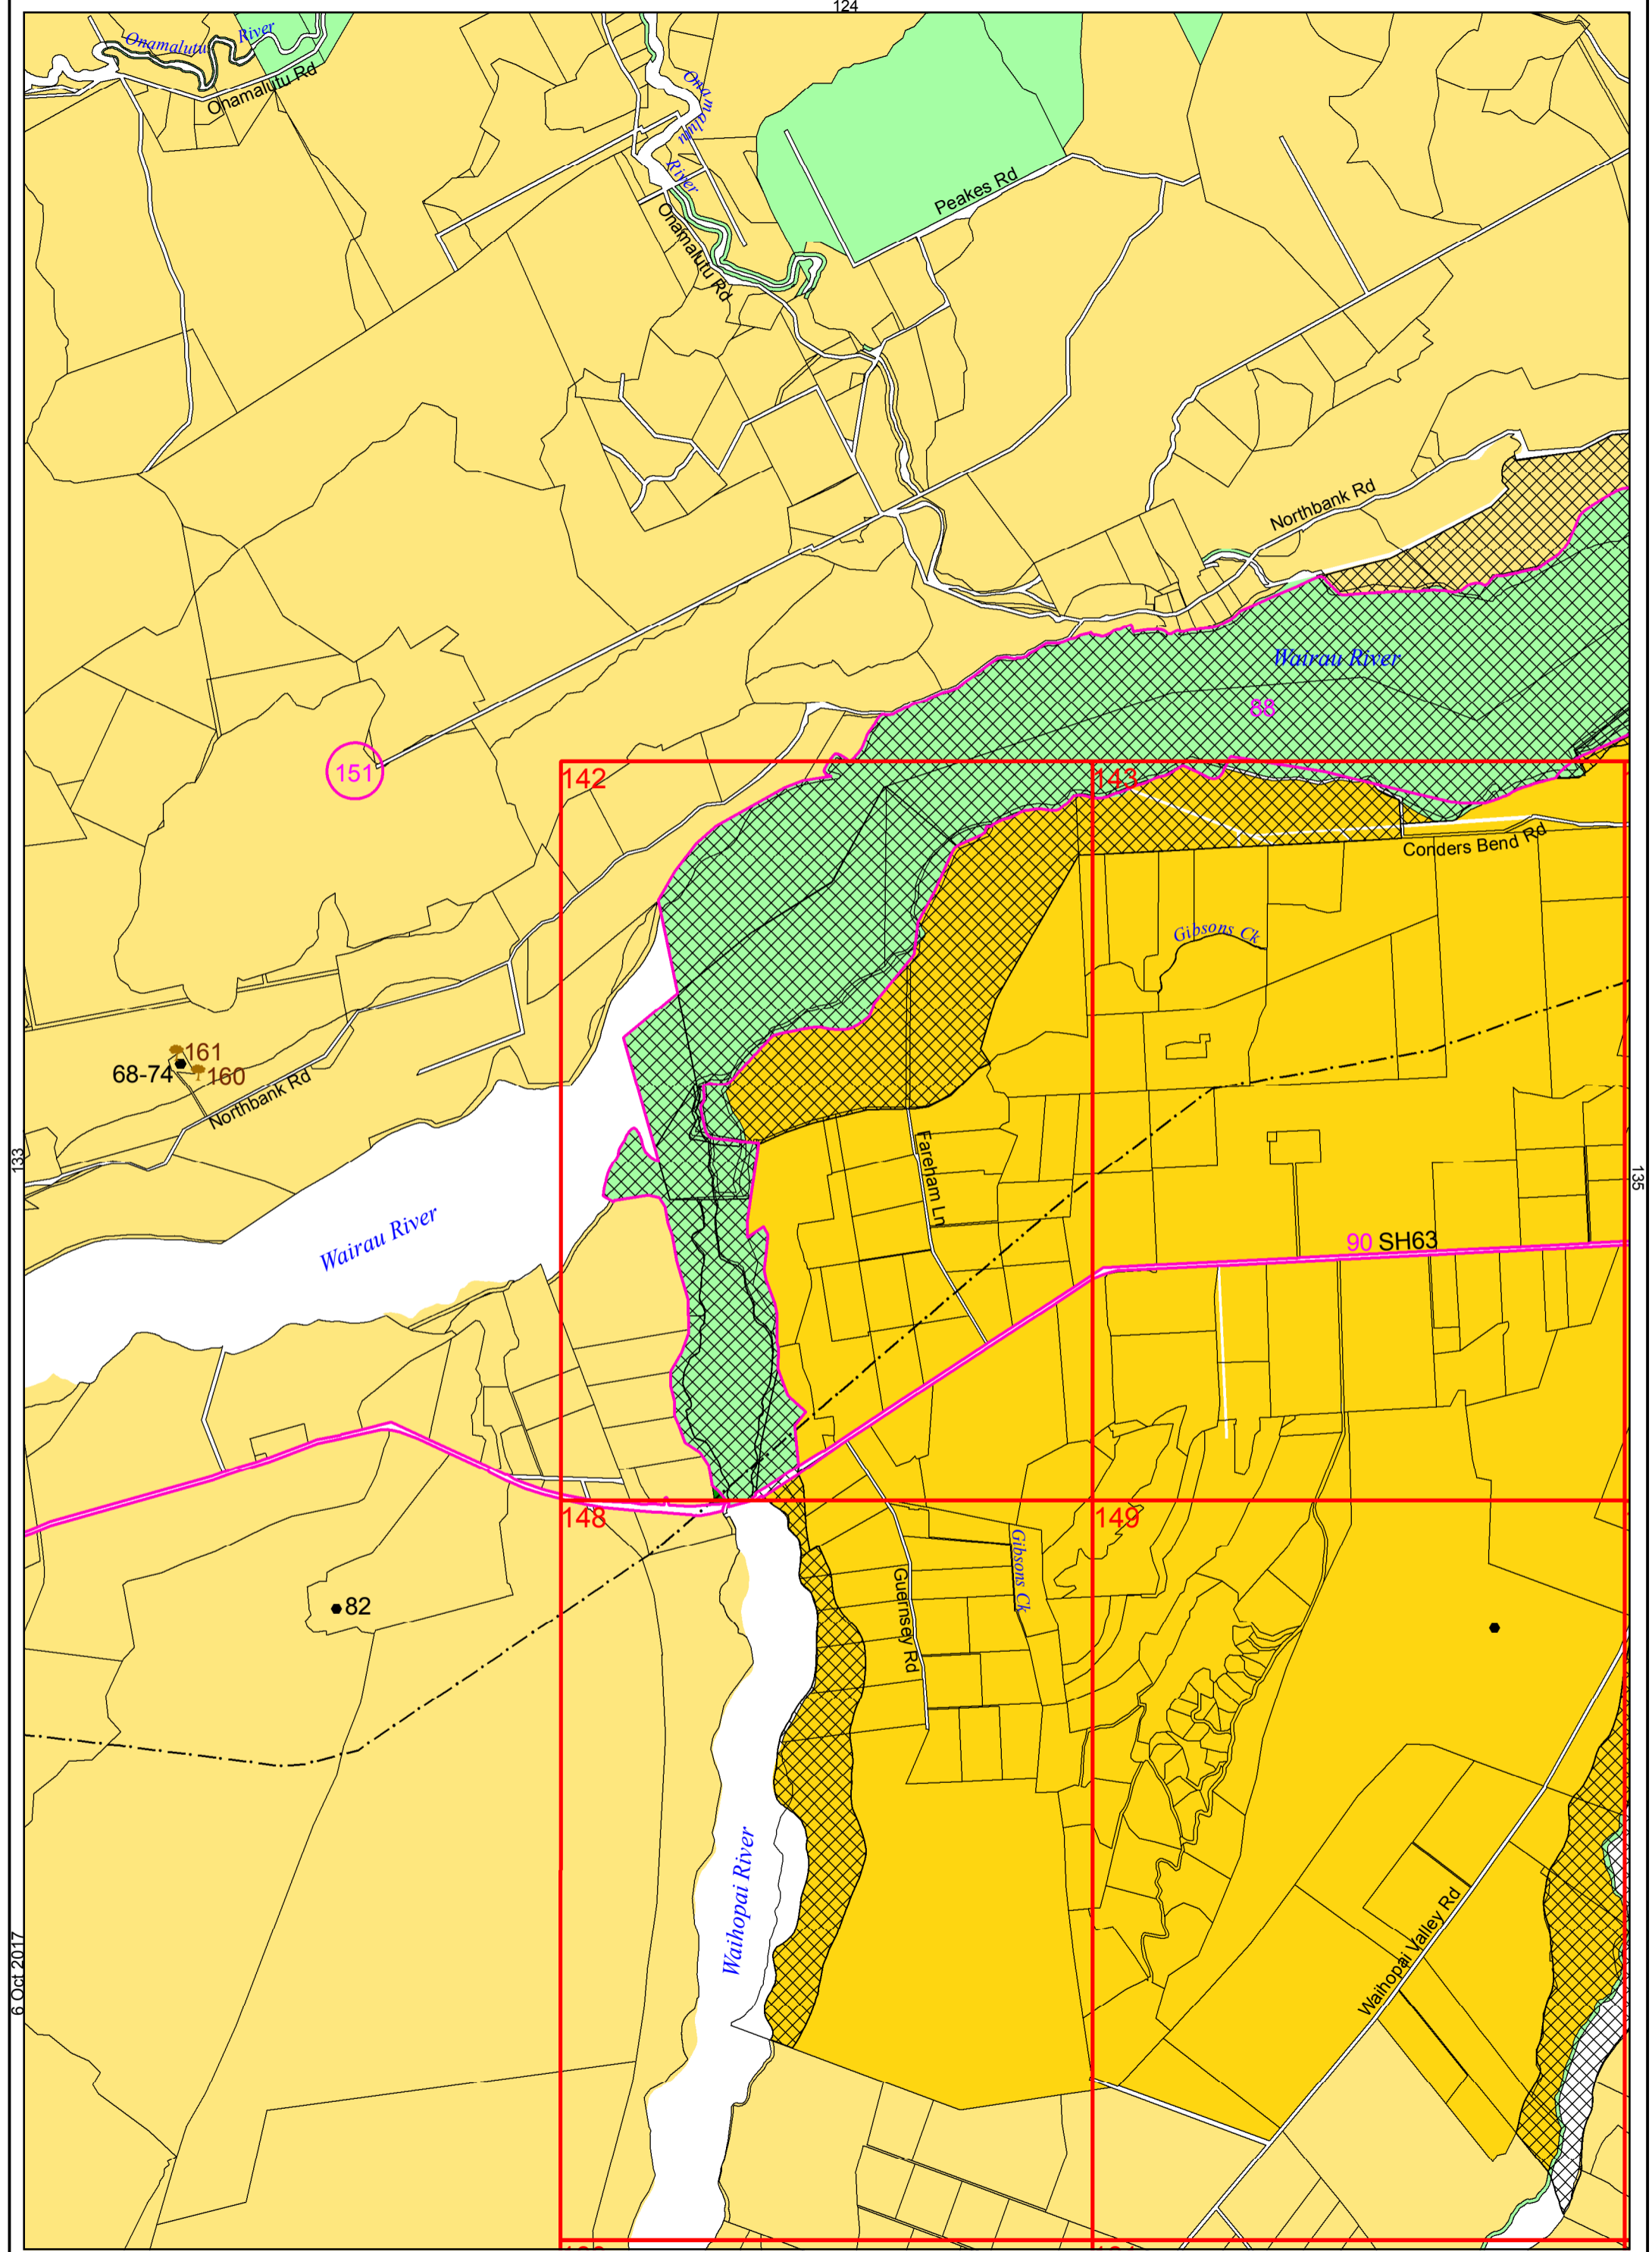 124
Onamalutu River
Onamalutu Rd
Onamalutu
River
Peakes Rd
Onamalutu Rd
Northbank Rd
Wairau River
88
151
142
143
Conders Bend Rd
Gibsons Ck
161
68-74
160
Northbank Rd
133
Fareham Ln
135
Wairau River
90 SH63
148
149
Gibsons Ck
82
Guernsey Rd
Waihopai River
Waihopai Valley Rd
6 Oct 2017